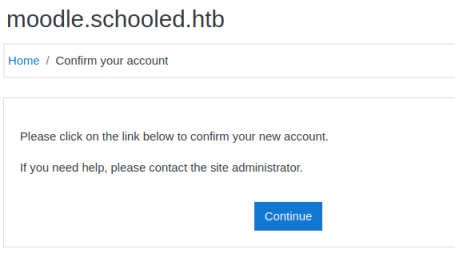 moodle.schooled.htb
Home / Confirm your account
Please click on the link below to confirm your new account.
If you need help, please contact the site administrator.
Continue